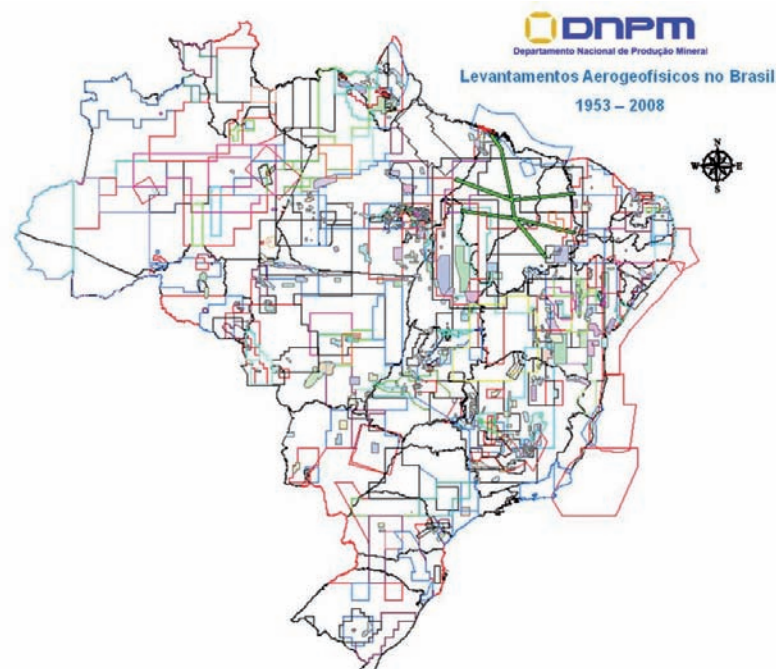 DNPM
Departamento Nacional de Produção Mineral
Levantamentos Aerogeofísicos no Brasil
1953 – 2008
N
W E
S